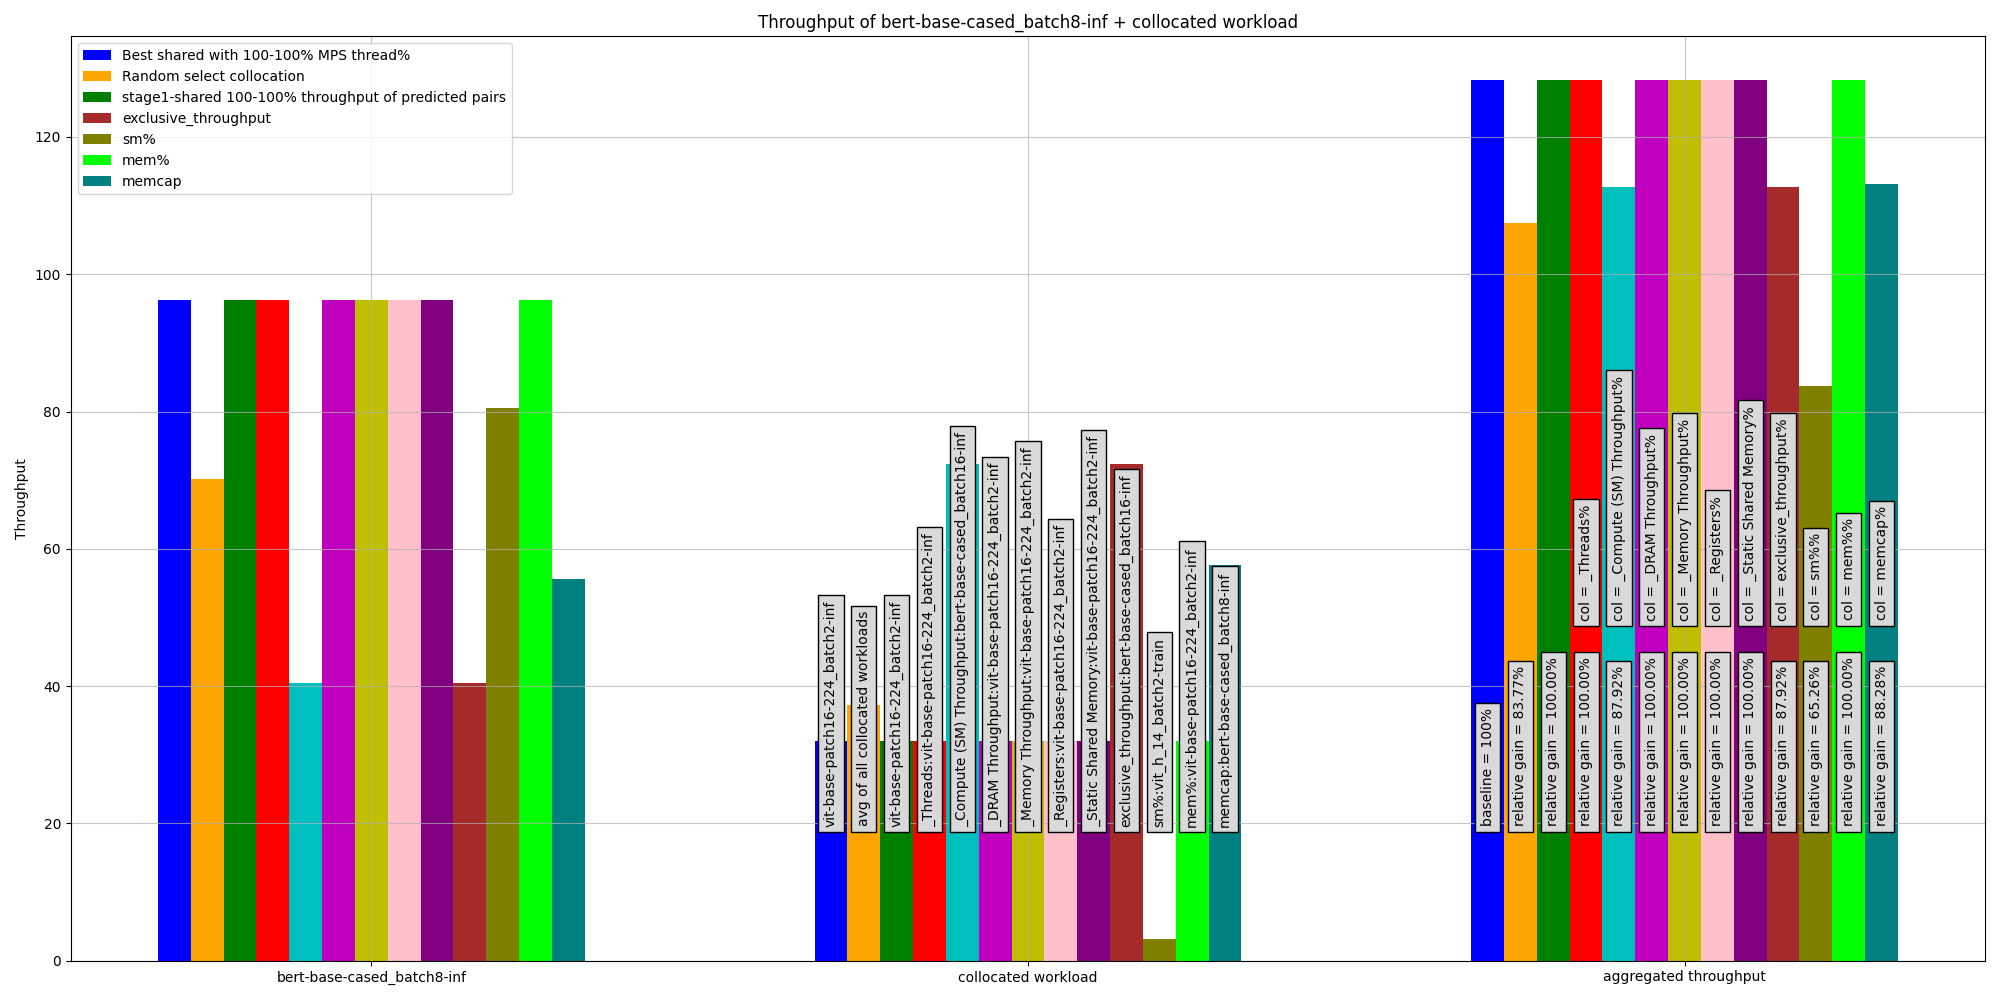 Throughput of bert-base-cased_batch8-inf + collocated workload
Best shared with 100-100% MPS thread%
Random select collocation
stage1-shared 100-100% throughput of predicted pairs
exclusive_throughput
sm%
mem%
memcap
Throughput
120
100
80
60
40
20
0
vit-base-patch16-224_batch2-inf
avg of all collocated workloads
vit-base-patch16-224_batch2-inf
_Threads:vit-base-patch16-224_batch2-inf
_Compute (SM) Throughput:bert-base-cased_batch16-inf
_DRAM Throughput:vit-base-patch16-224_batch2-inf
_Memory Throughput:vit-base-patch16-224_batch2-inf
_Registers:vit-base-patch16-224_batch2-inf
_Static Shared Memory:vit-base-patch16-224_batch2-inf
exclusive_throughput:bert-base-cased_batch16-inf
sm%:vit_h_14_batch2-train
mem%:vit-base-patch16-224_batch2-inf
memcap:bert-base-cased_batch8-inf
col = _Threads%
col = _Compute (SM) Throughput%
col = _DRAM Throughput%
col = _Memory Throughput%
col = _Registers%
col = _Static Shared Memory%
col = exclusive_throughput%
col = sm%%
col = mem%%
col = memcap%
baseline = 100%
relative gain = 83.77%
relative gain = 100.00%
relative gain = 100.00%
relative gain = 87.92%
relative gain = 100.00%
relative gain = 100.00%
relative gain = 100.00%
relative gain = 100.00%
relative gain = 87.92%
relative gain = 65.26%
relative gain = 100.00%
relative gain = 88.28%
bert-base-cased_batch8-inf
collocated workload
aggregated throughput